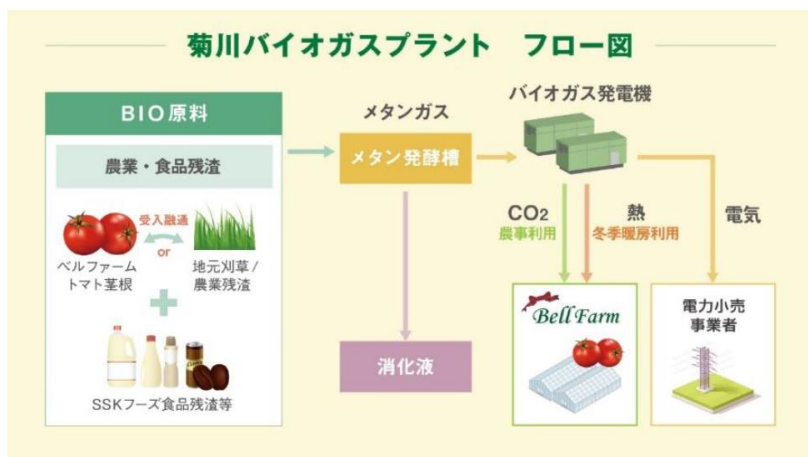 菊川バイオガスプラント　フロー図
BIO原料
農業・食品残渣
受入融通
or
ベルファーム
トマト茎根
地元刈草/
農業残渣
SSKフーズ食品残渣等
メタンガス
メタン発酵槽
消化液
バイオガス発電機
CO2
農事利用
熱
冬季暖房利用
電気
Bell Farm
電力小売
事業者